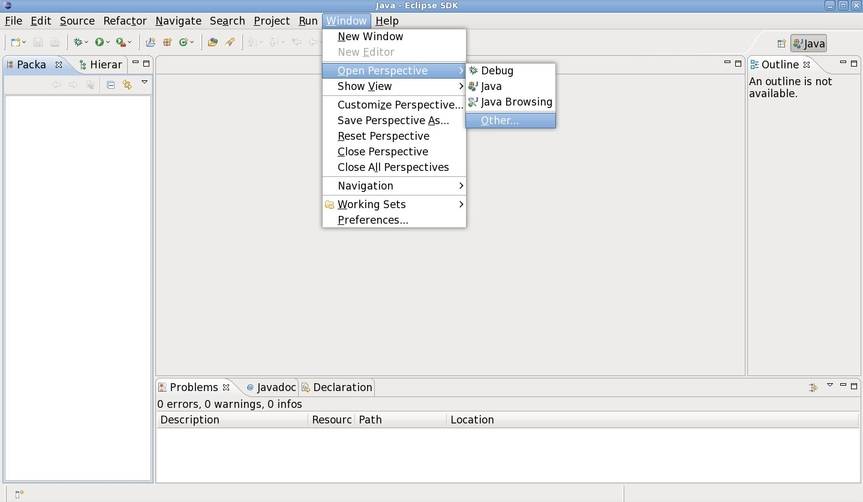 Java - Eclipse SDK
File Edit Source Refactor Navigate Search Project Run Window Help
New Window
New Editor
Open Perspective
Show View
Customize Perspective...
Save Perspective As...
Reset Perspective
Close Perspective
Close All Perspectives
Navigation
Working Sets
Preferences...
Debug
Java
Java Browsing
Other...
Java
Packa Hierar
Outline
An outline is not
available.
Problems Javadoc Declaration
0 errors, 0 warnings, 0 infos
Description Resourc Path Location